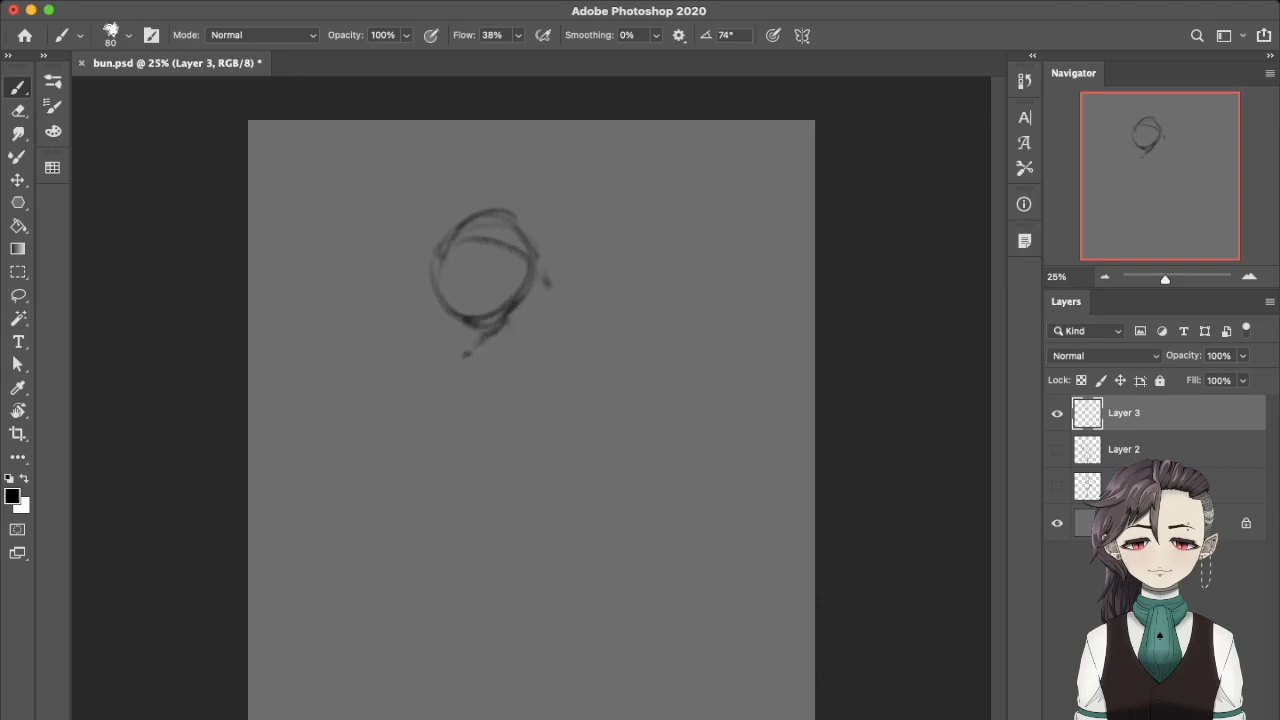 Adobe Photoshop 2020
80
Mode: Normal Opacity: 100% Flow: 38% Smoothing: 0% 74°
bun.psd @ 25% (Layer 3, RGB/8) *
Navigator
25%
Layers
Kind
Normal Opacity: 100%
Lock: Fill: 100%
Layer 3
Layer 2